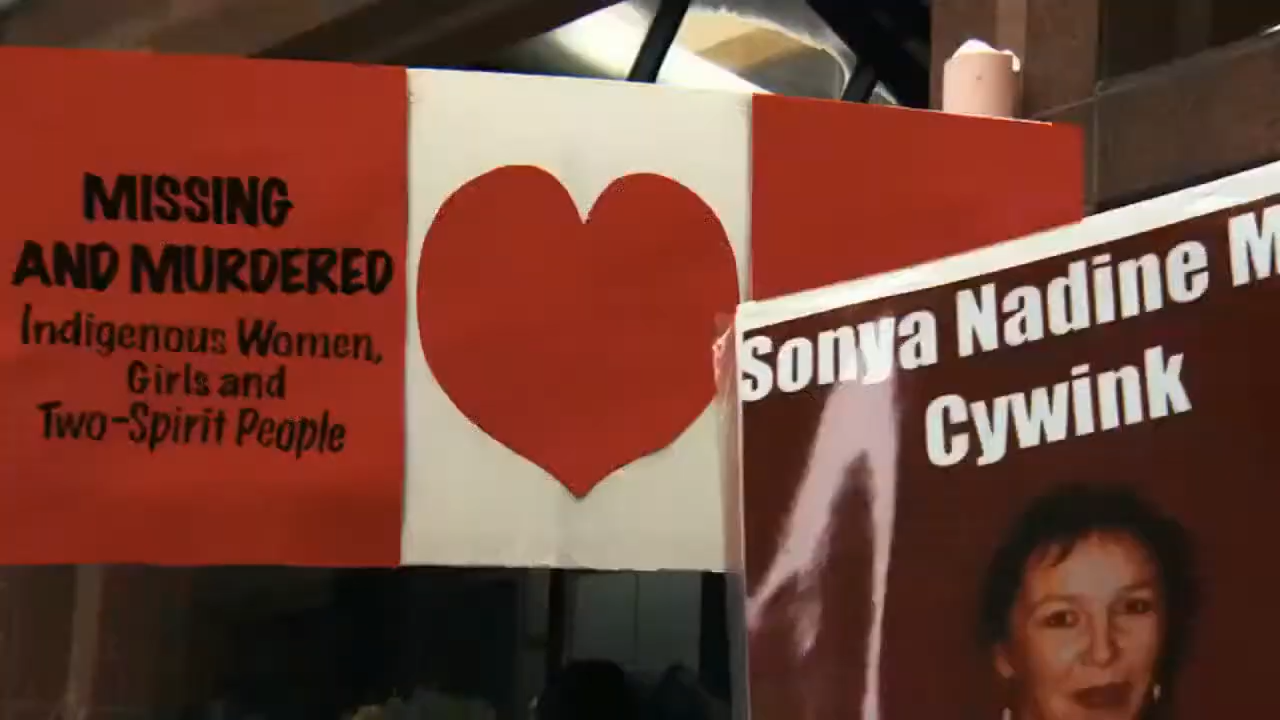 MISSING
AND MURDERED
Indigenous Women,
Girls and
Two-Spirit People
Sonya Nadine M
Cywink